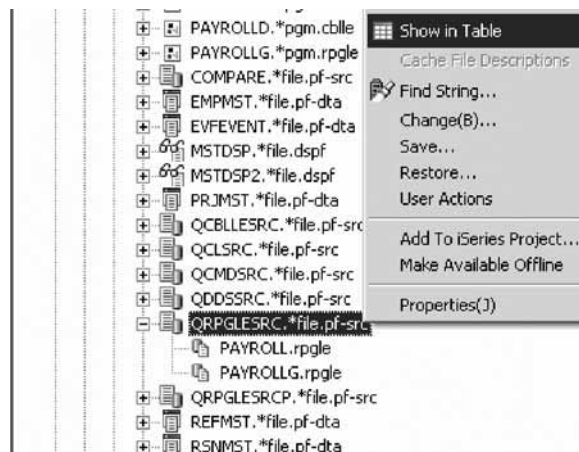 PAYROLLD.*pgm.cblle
PAYROLLG.*pgm.rpgle
COMPARE.*file.pf-src
EMPMST.*file.pf-dta
EVFEVENT.*file.pf-dta
MSTDSP.*file.dspf
MSTDSP2.*file.dspf
PRJMST.*file.pf-dta
QCBLLESRC.*file.pf-src
QCLSRC.*file.pf-src
QCMDSRC.*file.pf-src
QDDSSRC.*file.pf-src
QRPGLESRC.*file.pf-src
PAYROLL.rpgle
PAYROLLG.rpgle
QRPGLESRCP.*file.pf-src
REFMST.*file.pf-dta
RSNMST.*file.pf-dta
Show in Table
Cache File Descriptions
Find String...
Change(B)...
Save...
Restore...
User Actions
Add To iSeries Project...
Make Available Offline
Properties(J)